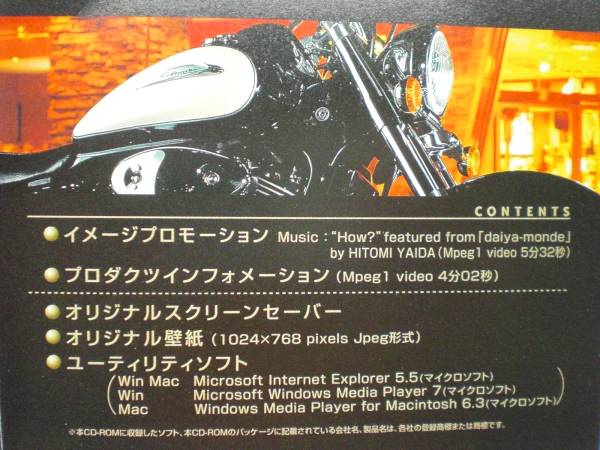 CONTENTS
イメージプロモーション Music : "How?" featured from「daiya-monde」
by HITOMI YAIDA (Mpeg1 video 5分32秒)
プロダクツインフォメーション (Mpeg1 video 4分02秒)
オリジナルスクリーンセーバー
オリジナル壁紙 (1024×768 pixels Jpeg形式)
ユーティリティソフト
Win Mac Microsoft Internet Explorer 5.5(マイクロソフト)
Win Microsoft Windows Media Player 7(マイクロソフト)
Mac Windows Media Player for Macintosh 6.3(マイクロソフト)
※本CD-ROMに収録したソフト、本CD-ROMのパッケージに記載されている会社名、製品名は、各社の登録商標または商標です。